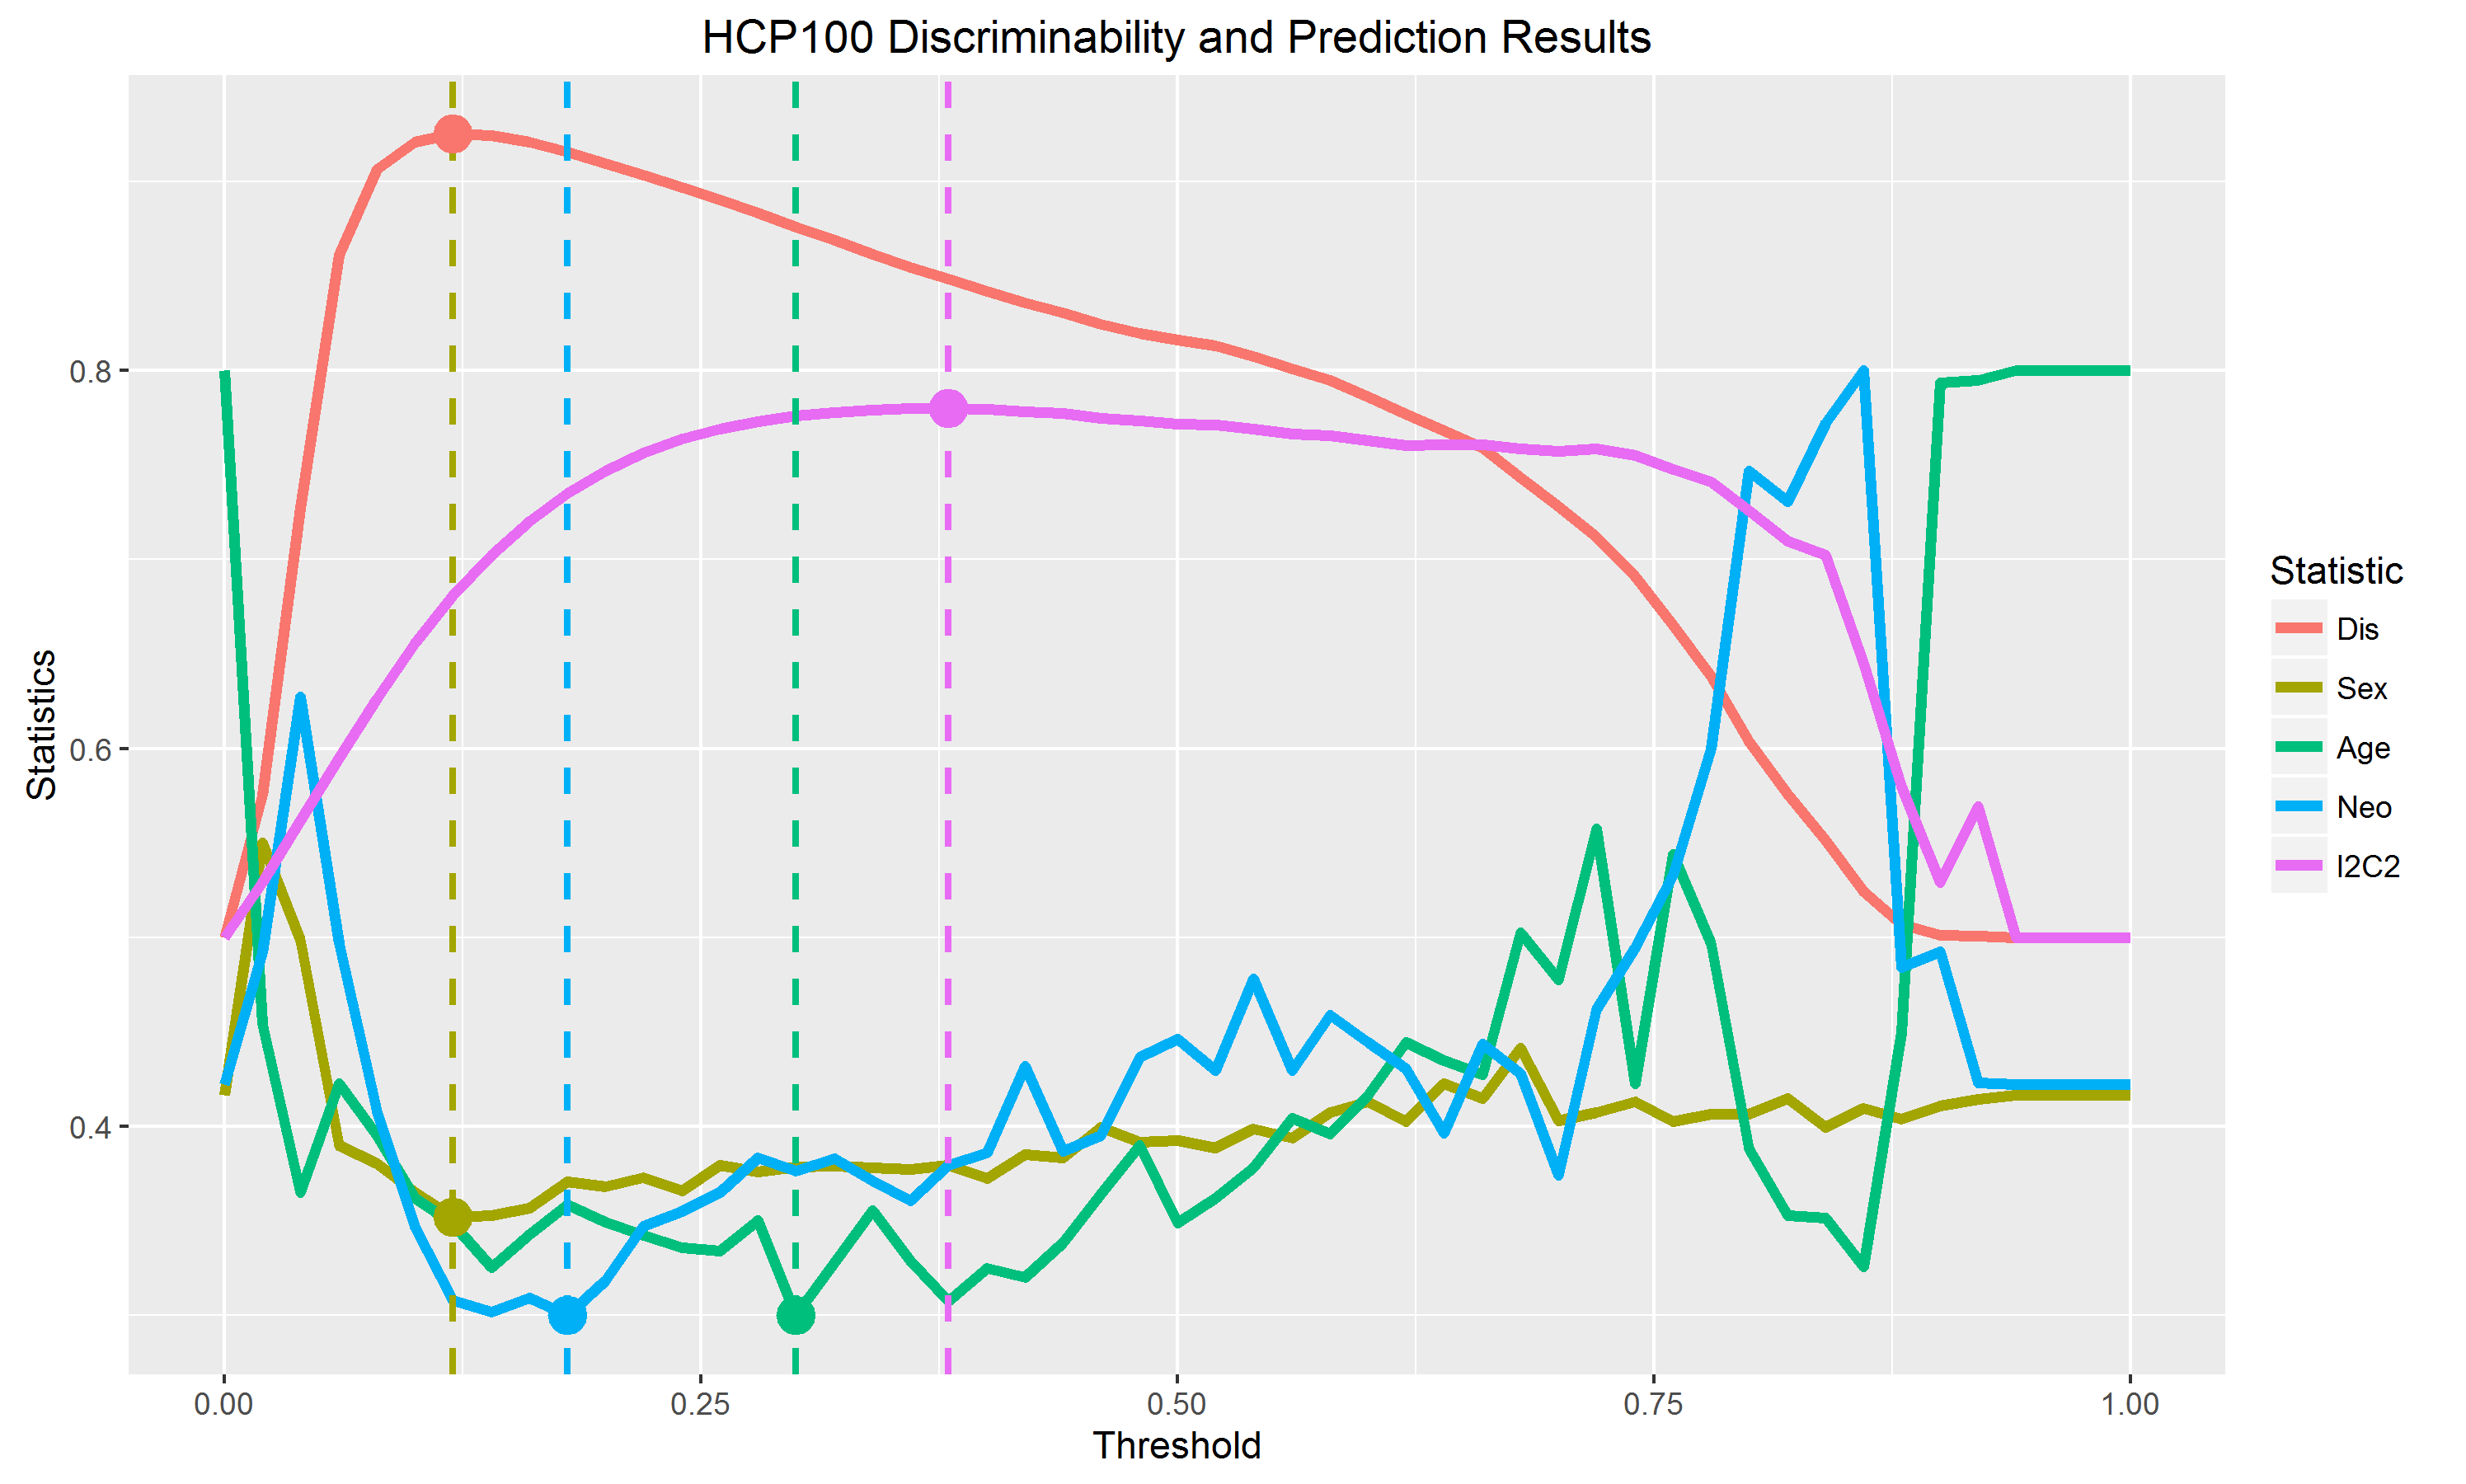 HCP100 Discriminability and Prediction Results
Statistics
0.8
0.6
0.4
0.00 0.25 0.50 0.75 1.00
Threshold
Statistic
Dis
Sex
Age
Neo
I2C2